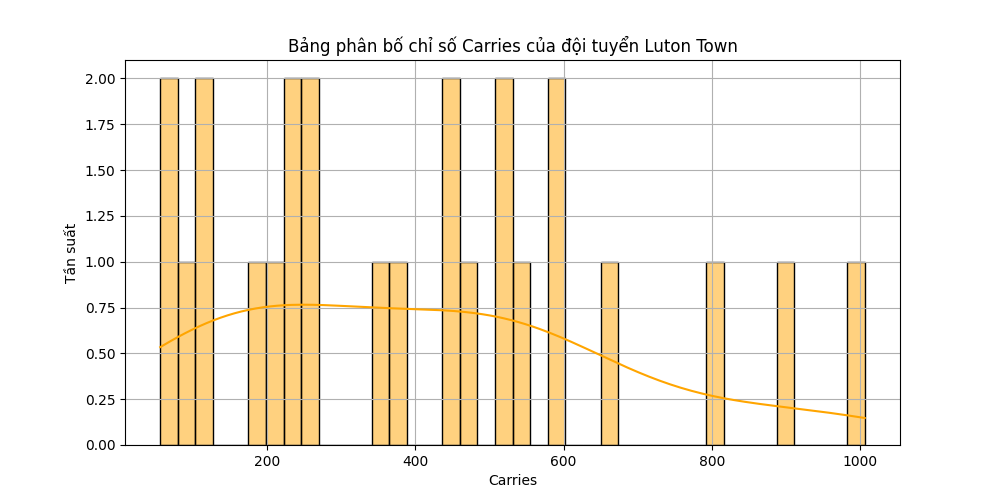 Bảng phân bố chỉ số Carries của đội tuyển Luton Town
Tần suất
2.00
1.75
1.50
1.25
1.00
0.75
0.50
0.25
0.00
200 400 600 800 1000
Carries